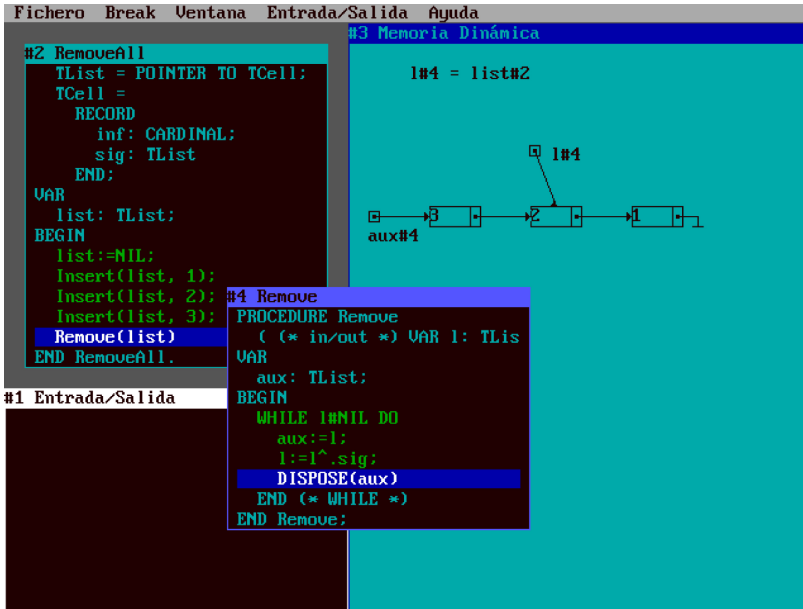 Fichero Break Ventana Entrada/Salida Ayuda
#2 RemoveAll
TList = POINTER TO TCell;
TCell =
RECORD
inf: CARDINAL;
sig: TList
END;
VAR
list: TList;
BEGIN
list:=NIL;
Insert(list, 1);
Insert(list, 2);
Insert(list, 3);
Remove(list)
END RemoveAll.
#1 Entrada/Salida
#4 Remove
PROCEDURE Remove
( (* in/out *) VAR l: TLis
VAR
aux: TList;
BEGIN
WHILE l#NIL DO
aux:=l;
l:=l^.sig;
DISPOSE(aux)
END (* WHILE *)
END Remove;
#3 Memoria Dinámica
l#4 = list#2
l#4
3 2 1
aux#4